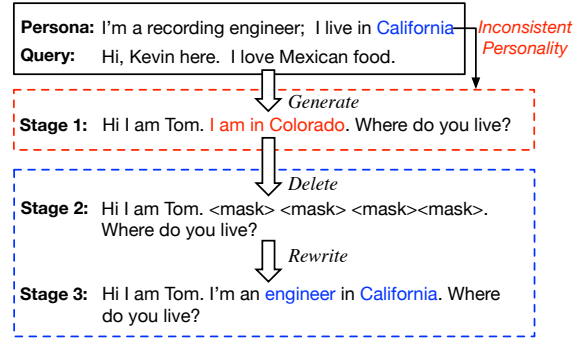 Persona: I'm a recording engineer; I live in California
Inconsistent
Personality
Query: Hi, Kevin here. I love Mexican food.
Generate
Stage 1: Hi I am Tom. I am in Colorado. Where do you live?
Delete
Stage 2: Hi I am Tom. <mask> <mask> <mask><mask>.
Where do you live?
Rewrite
Stage 3: Hi I am Tom. I'm an engineer in California. Where
do you live?